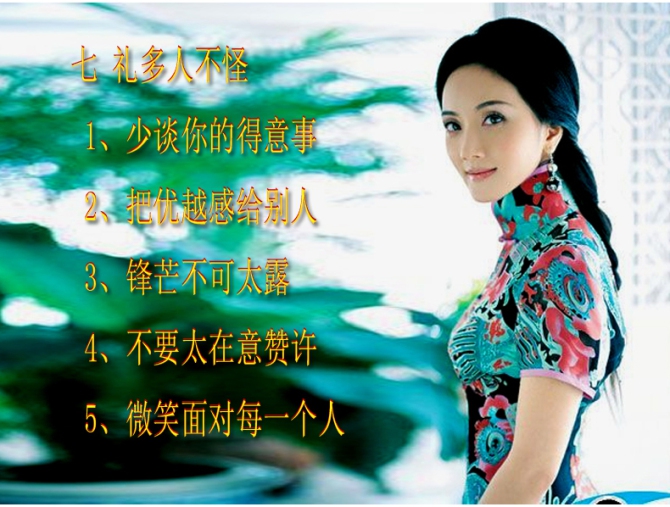 七 礼多人不怪
1、少谈你的得意事
2、把优越感给别人
3、锋芒不可太露
4、不要太在意赞许
5、微笑面对每一个人